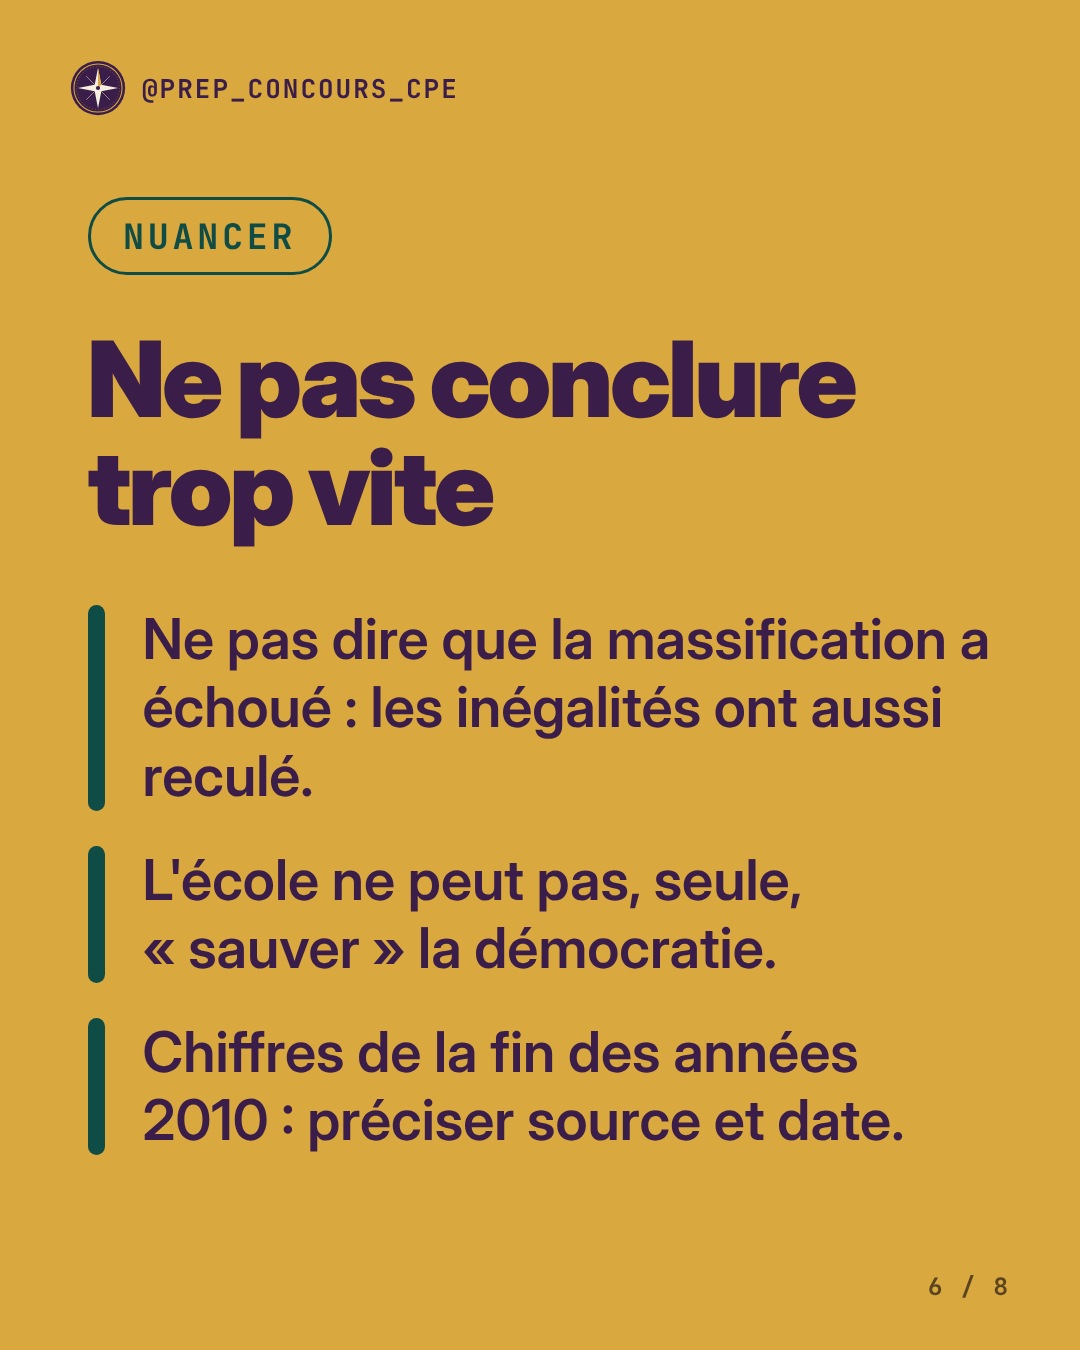 @PREP_CONCOURS_CPE
NUANCER
Ne pas conclure
trop vite
Ne pas dire que la massification a
échoué : les inégalités ont aussi
reculé.
L'école ne peut pas, seule,
« sauver » la démocratie.
Chiffres de la fin des années
2010 : préciser source et date.
6 / 8